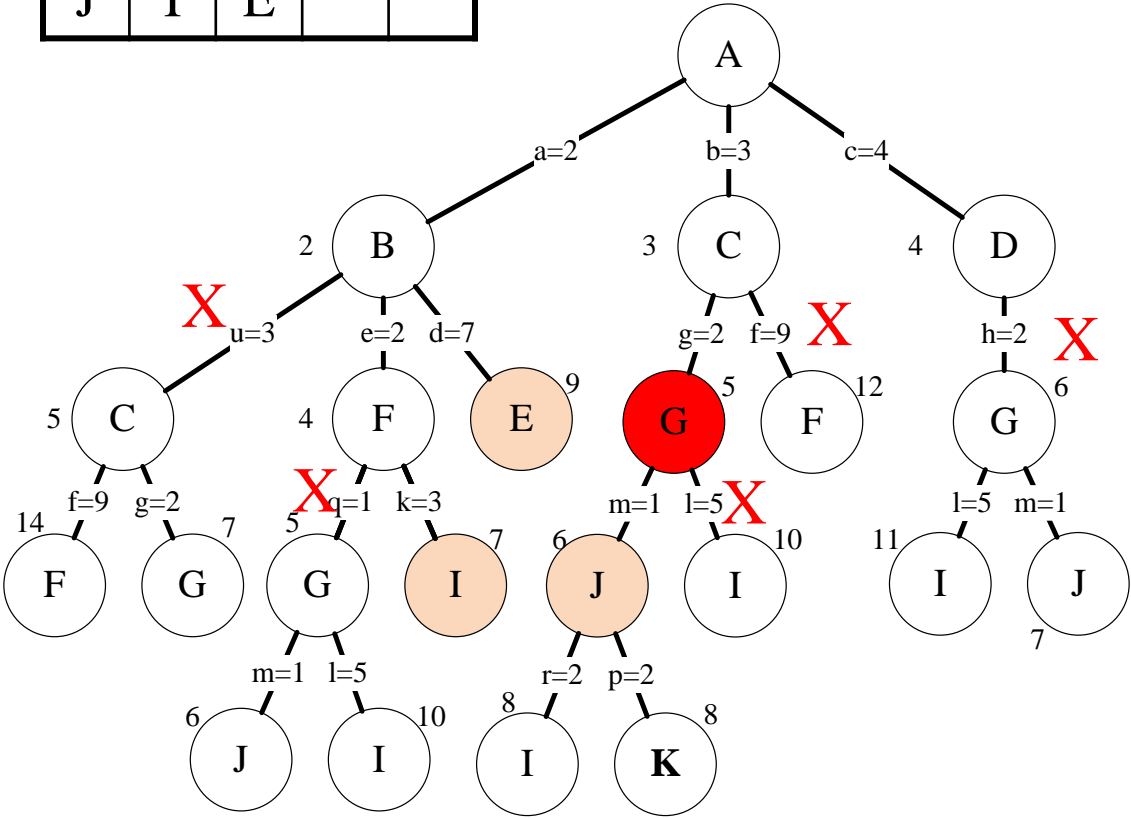 J I E
A
a=2 b=3 c=4
2 B 3 C 4 D
X u=3 e=2 d=7 g=2 f=9 X h=2 X
5 C 4 F E 9 G 5 F 12 G 6
f=9 g=2 X q=1 k=3 m=1 l=5 X l=5 m=1
14 F G 7 5 G I 7 6 J I 10 11 I J 7
m=1 l=5 r=2 p=2
6 J I 10 8 I K 8